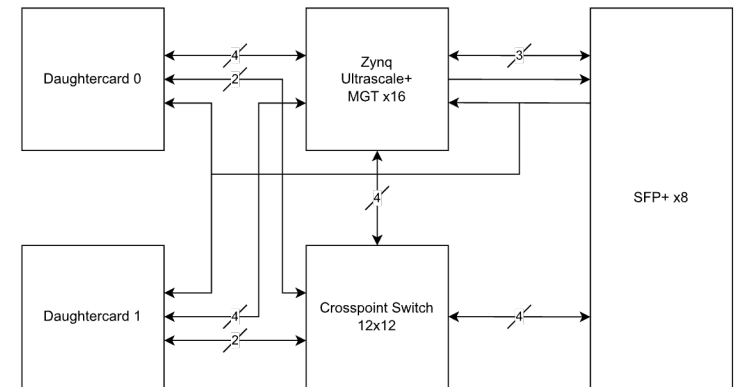 4
3
Daughtercard 0
2
Zynq
Ultrascale+
MGT x16
4
SFP+ x8
Daughtercard 1
4
2
Crosspoint Switch
12x12
4